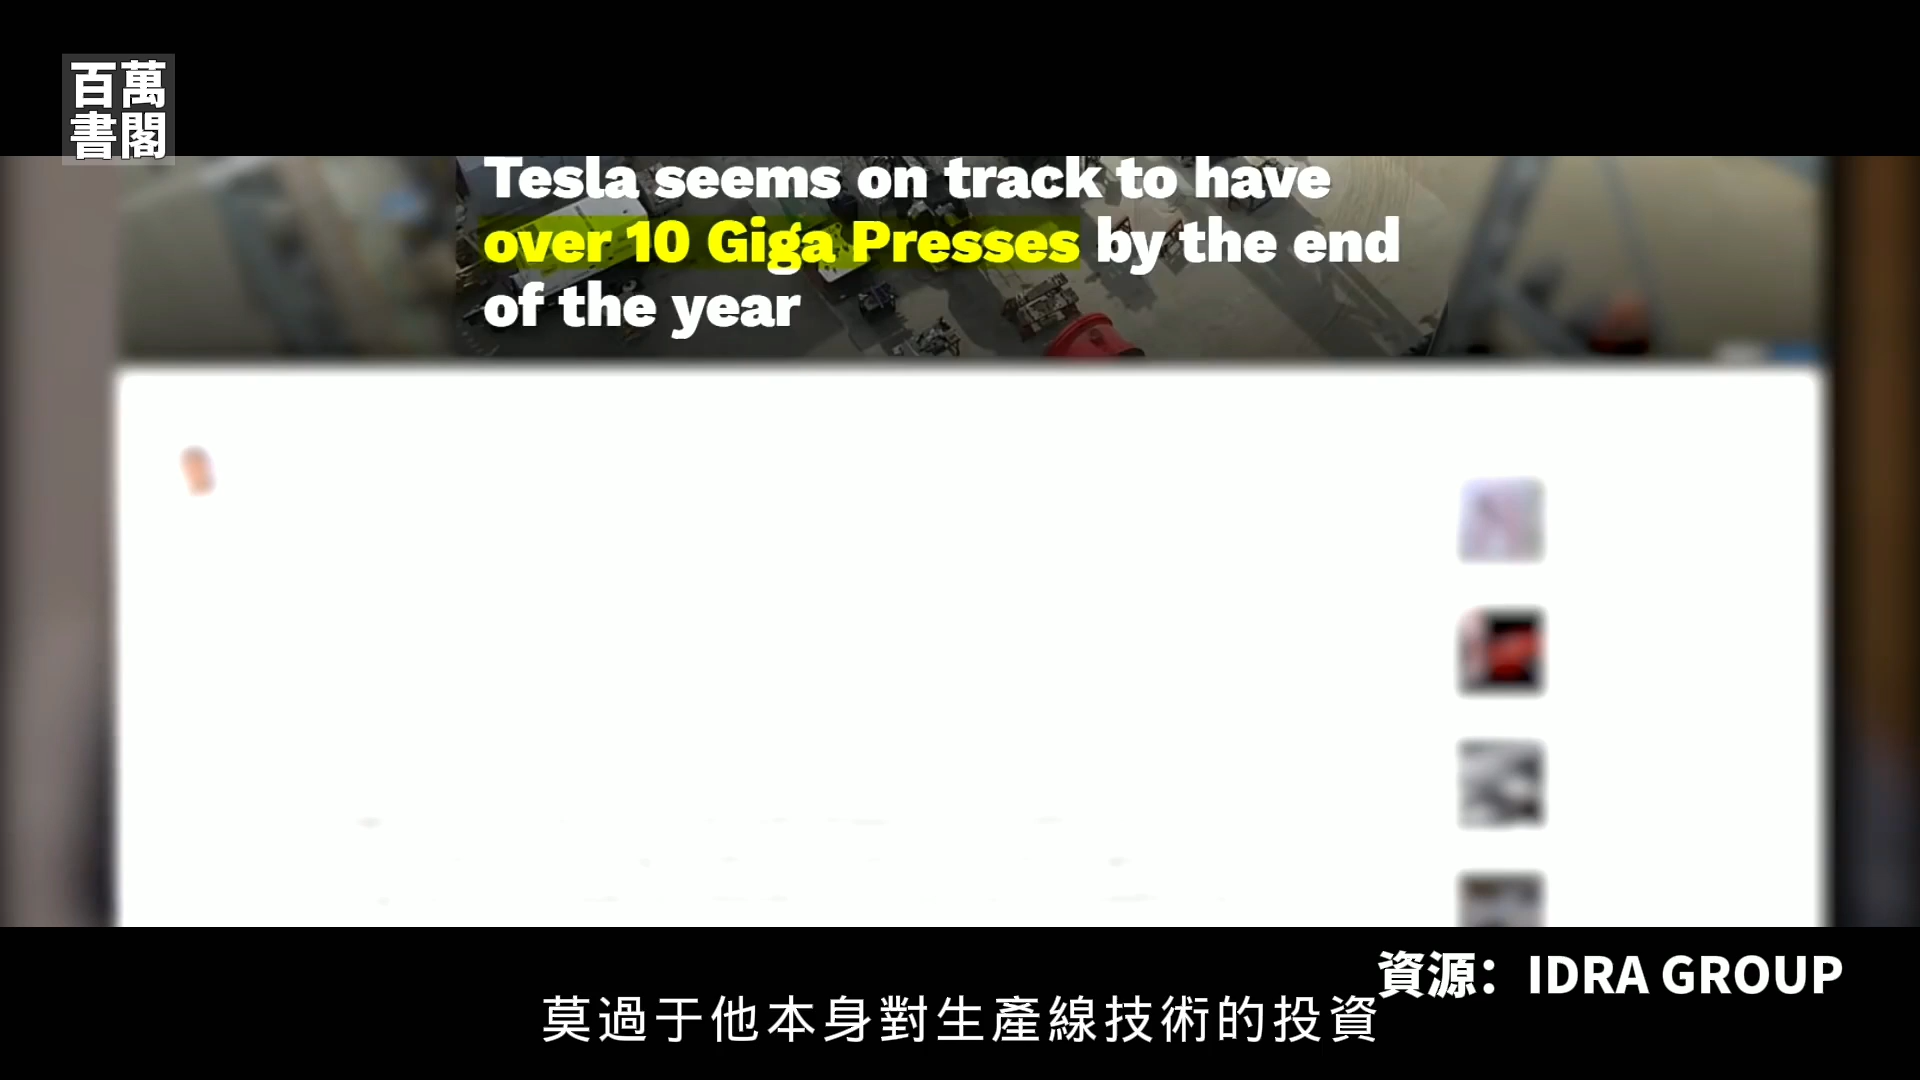 百萬
書閣
Tesla seems on track to have
over 10 Giga Presses by the end
of the year
資源：IDRA GROUP
莫過于他本身對生產線技術的投資